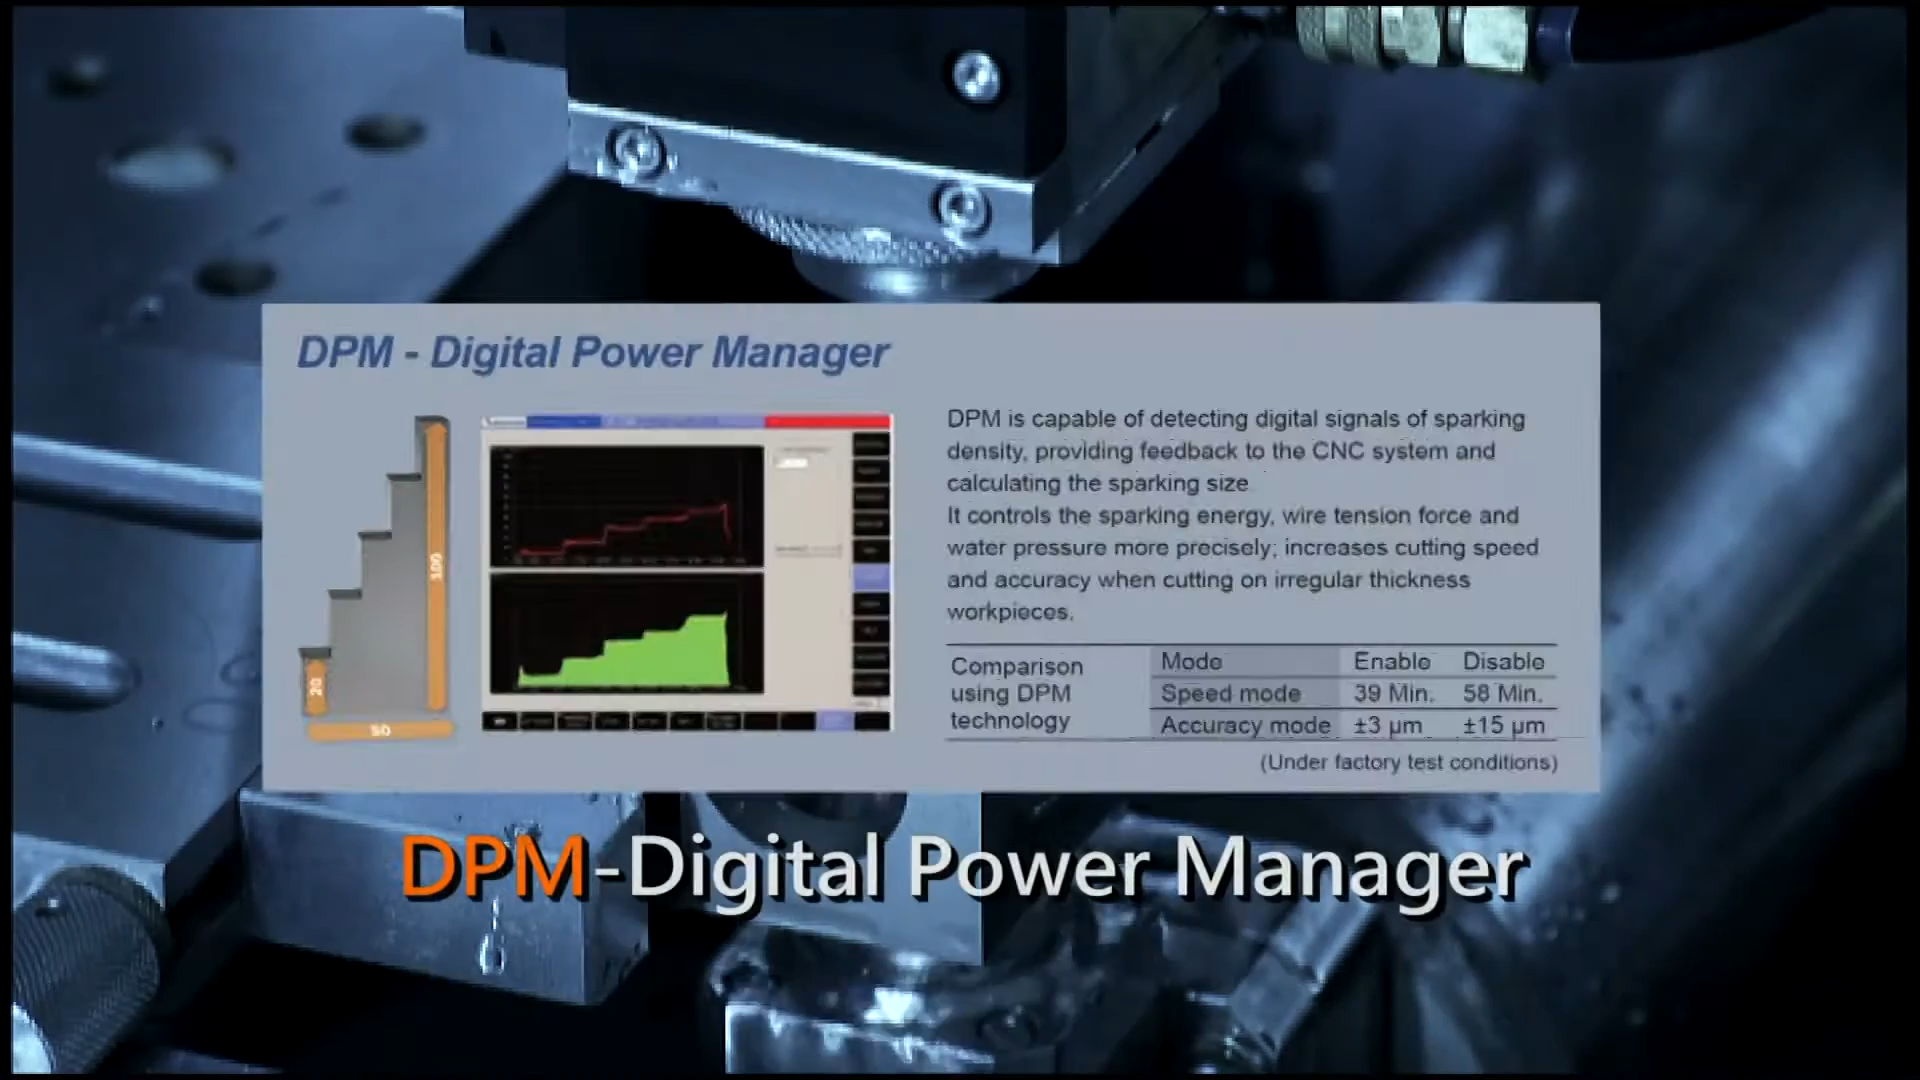 DPM - Digital Power Manager
100
20
50
DPM is capable of detecting digital signals of sparking
density, providing feedback to the CNC system and
calculating the sparking size
It controls the sparking energy, wire tension force and
water pressure more precisely; increases cutting speed
and accuracy when cutting on irregular thickness
workpieces.
Comparison
using DPM
technology
Mode Enable Disable
Speed mode 39 Min. 58 Min.
Accuracy mode ±3 µm ±15 µm
(Under factory test conditions)
DPM-Digital Power Manager